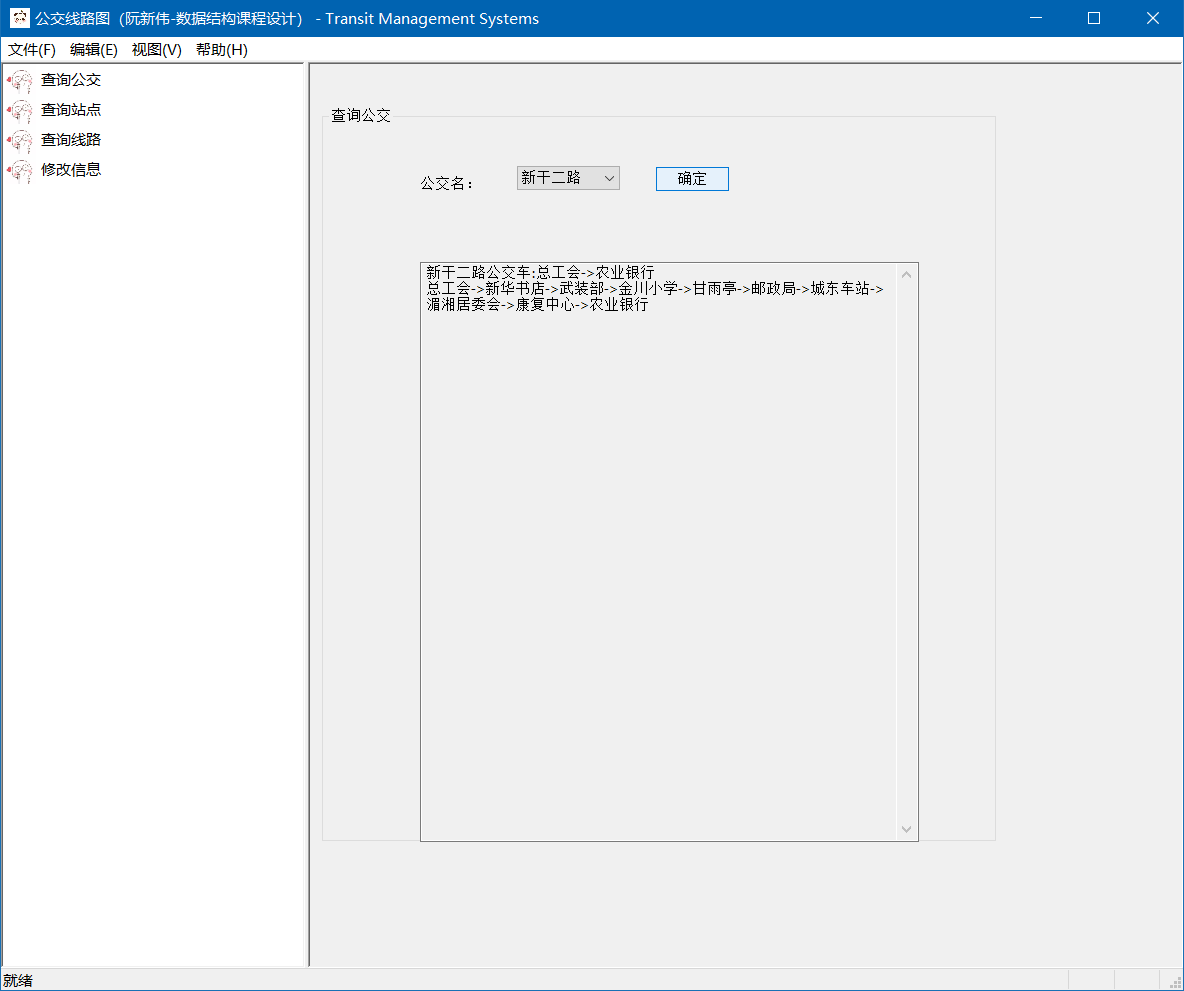 公交线路图（阮新伟-数据结构课程设计） - Transit Management Systems
文件(F) 编辑(E) 视图(V) 帮助(H)
查询公交
查询站点
查询线路
修改信息
查询公交
公交名： 新干二路 确定
新干二路公交车:总工会->农业银行
总工会->新华书店->武装部->金川小学->甘雨亭->邮政局->城东车站->
湄湘居委会->康复中心->农业银行
就绪